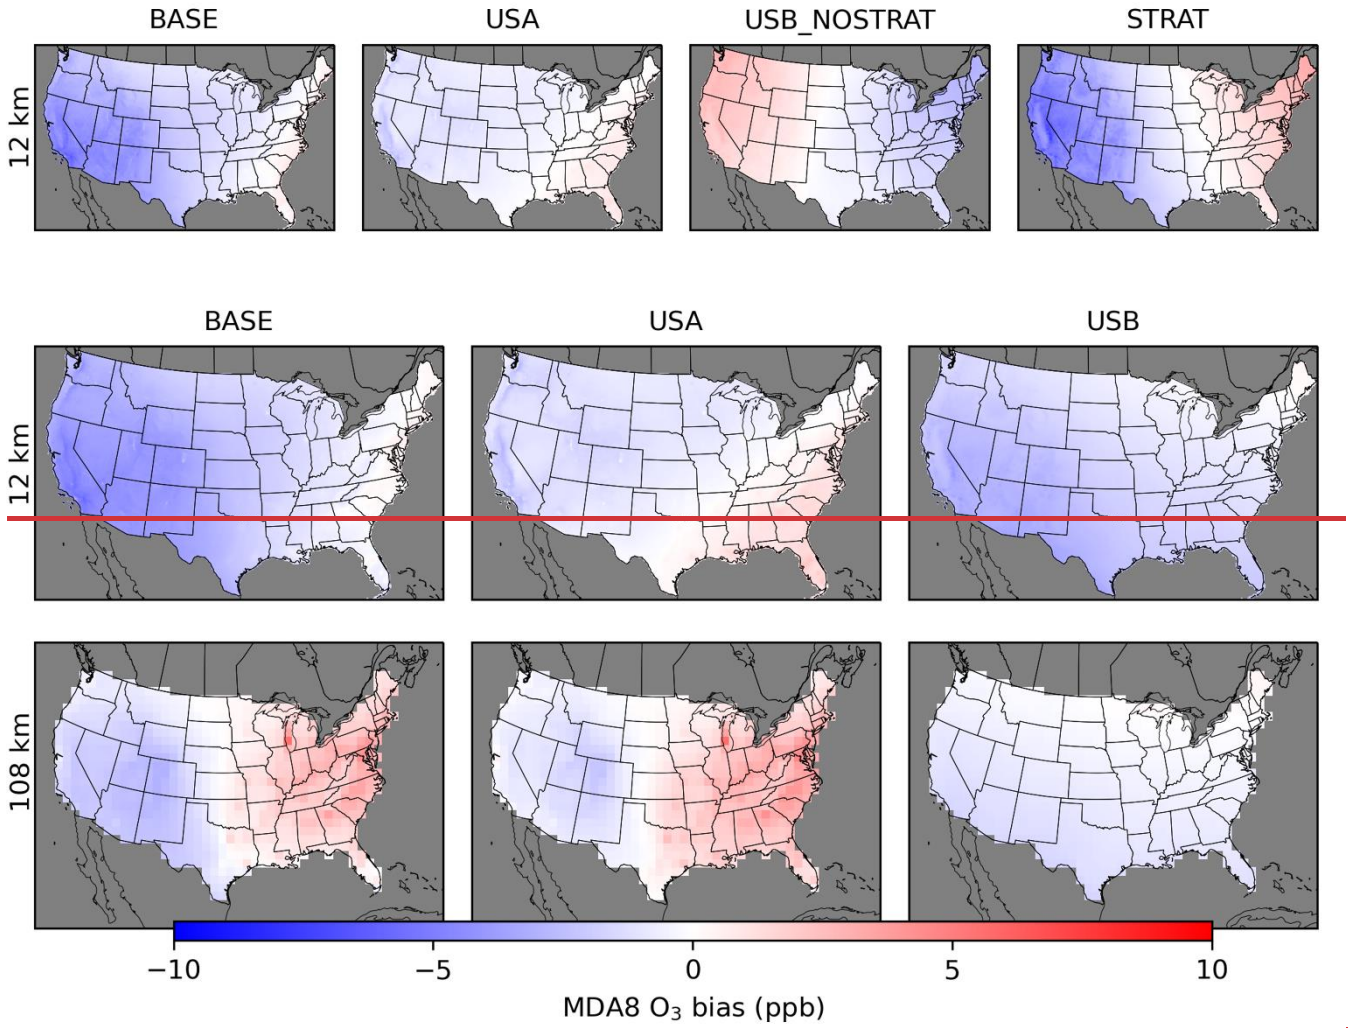 BASE USA USB_NOSTRAT STRAT
12 km
BASE USA USB
12 km
108 km
−10 −5 0 5 10
MDA8 O₃ bias (ppb)